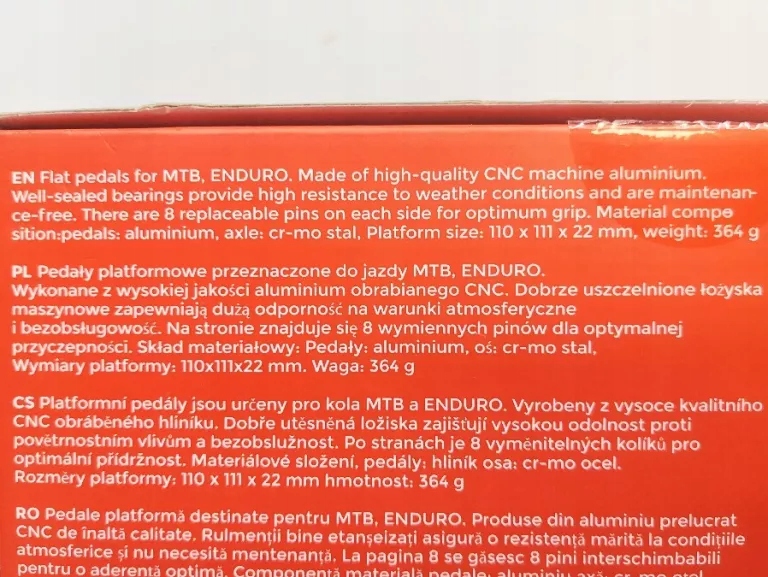 EN Flat pedals for MTB, ENDURO. Made of high-quality CNC machine aluminium.
Well-sealed bearings provide high resistance to weather conditions and are maintenan-
ce-free. There are 8 replaceable pins on each side for optimum grip. Material compo
sition:pedals: aluminium, axle: cr-mo stal, Platform size: 110 x 111 x 22 mm, weight: 364 g
PL Pedały platformowe przeznaczone do jazdy MTB, ENDURO.
Wykonane z wysokiej jakości aluminium obrabianego CNC. Dobrze uszczelnione łożyska
maszynowe zapewniają dużą odporność na warunki atmosferyczne
i bezobsługowość. Na stronie znajduje się 8 wymiennych pinów dla optymalnej
przyczepności. Skład materiałowy: Pedały: aluminium, oś: cr-mo stal,
Wymiary platformy: 110x111x22 mm. Waga: 364 g
CS Platformní pedály jsou určeny pro kola MTB a ENDURO. Vyrobeny z vysoce kvalitního
CNC obráběného hliníku. Dobře utěsněná ložiska zajišťují vysokou odolnost proti
povětrnostním vlivům a bezobslužnost. Po stranách je 8 vyměnitelných kolíků pro
optimální přídržnost. Materiálové složení, pedály: hliník osa: cr-mo ocel.
Rozměry platformy: 110 x 111 x 22 mm hmotnost: 364 g
RO Pedale platformă destinate pentru MTB, ENDURO. Produse din aluminiu prelucrat
CNC de înaltă calitate. Rulmenții bine etanșeizați asigură o rezistență mărită la condițiile
atmosferice și nu necesită mentenanță. La pagina 8 se găsesc 8 pini interschimbabili
pentru o aderență optimă. Componența materială pedale: aluminiu axă: cr-mo oțel